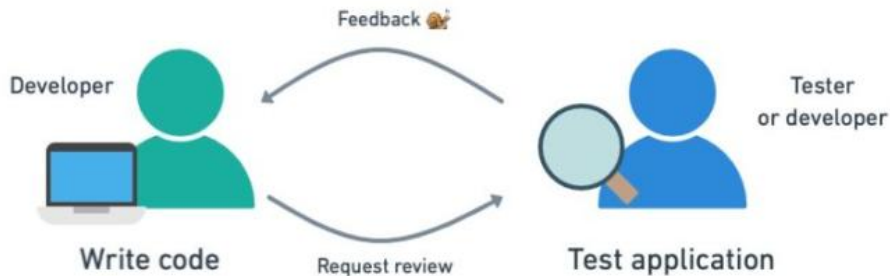 Feedback 🐌
Developer
Tester
or developer
Write code
Request review
Test application